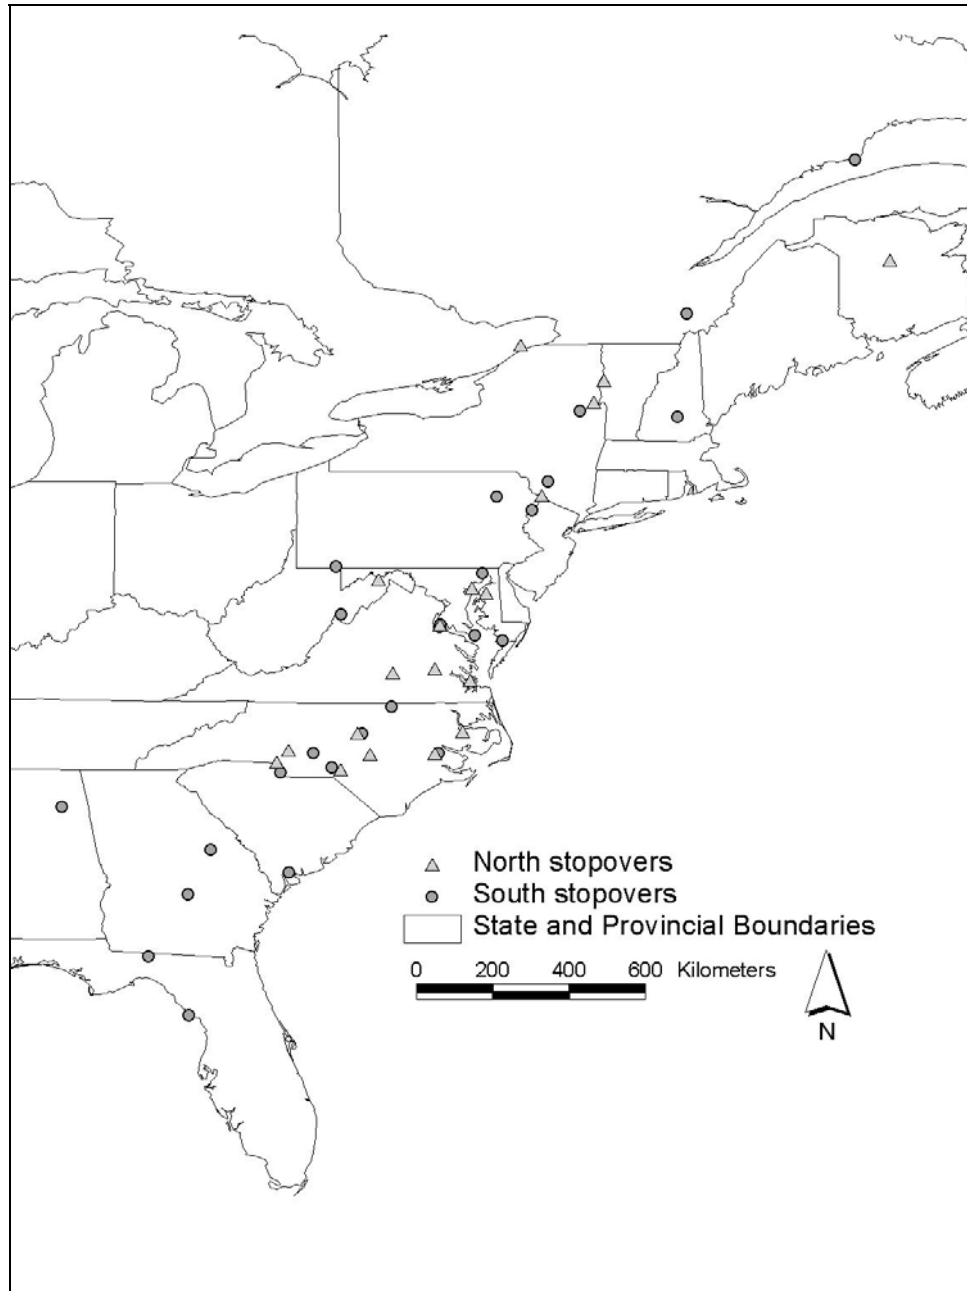 North stopovers
South stopovers
State and Provincial Boundaries
0 200 400 600 Kilometers
N